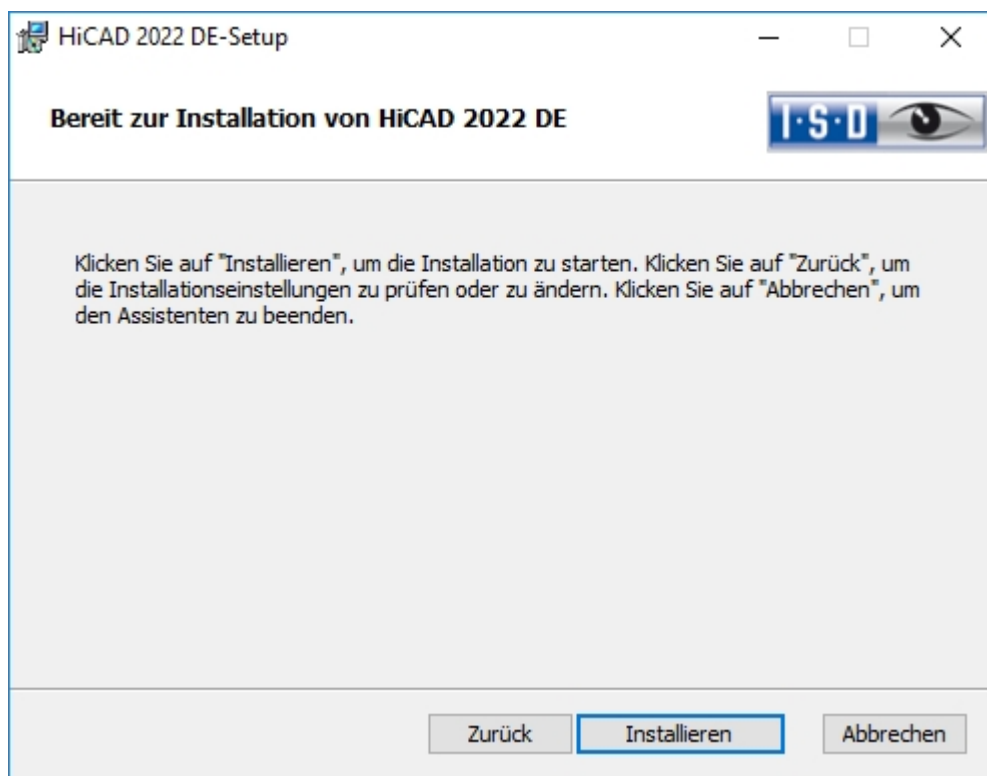 HiCAD 2022 DE-Setup
Bereit zur Installation von HiCAD 2022 DE
I·S·D
Klicken Sie auf "Installieren", um die Installation zu starten. Klicken Sie auf "Zurück", um
die Installationseinstellungen zu prüfen oder zu ändern. Klicken Sie auf "Abbrechen", um
den Assistenten zu beenden.
Zurück
Installieren
Abbrechen